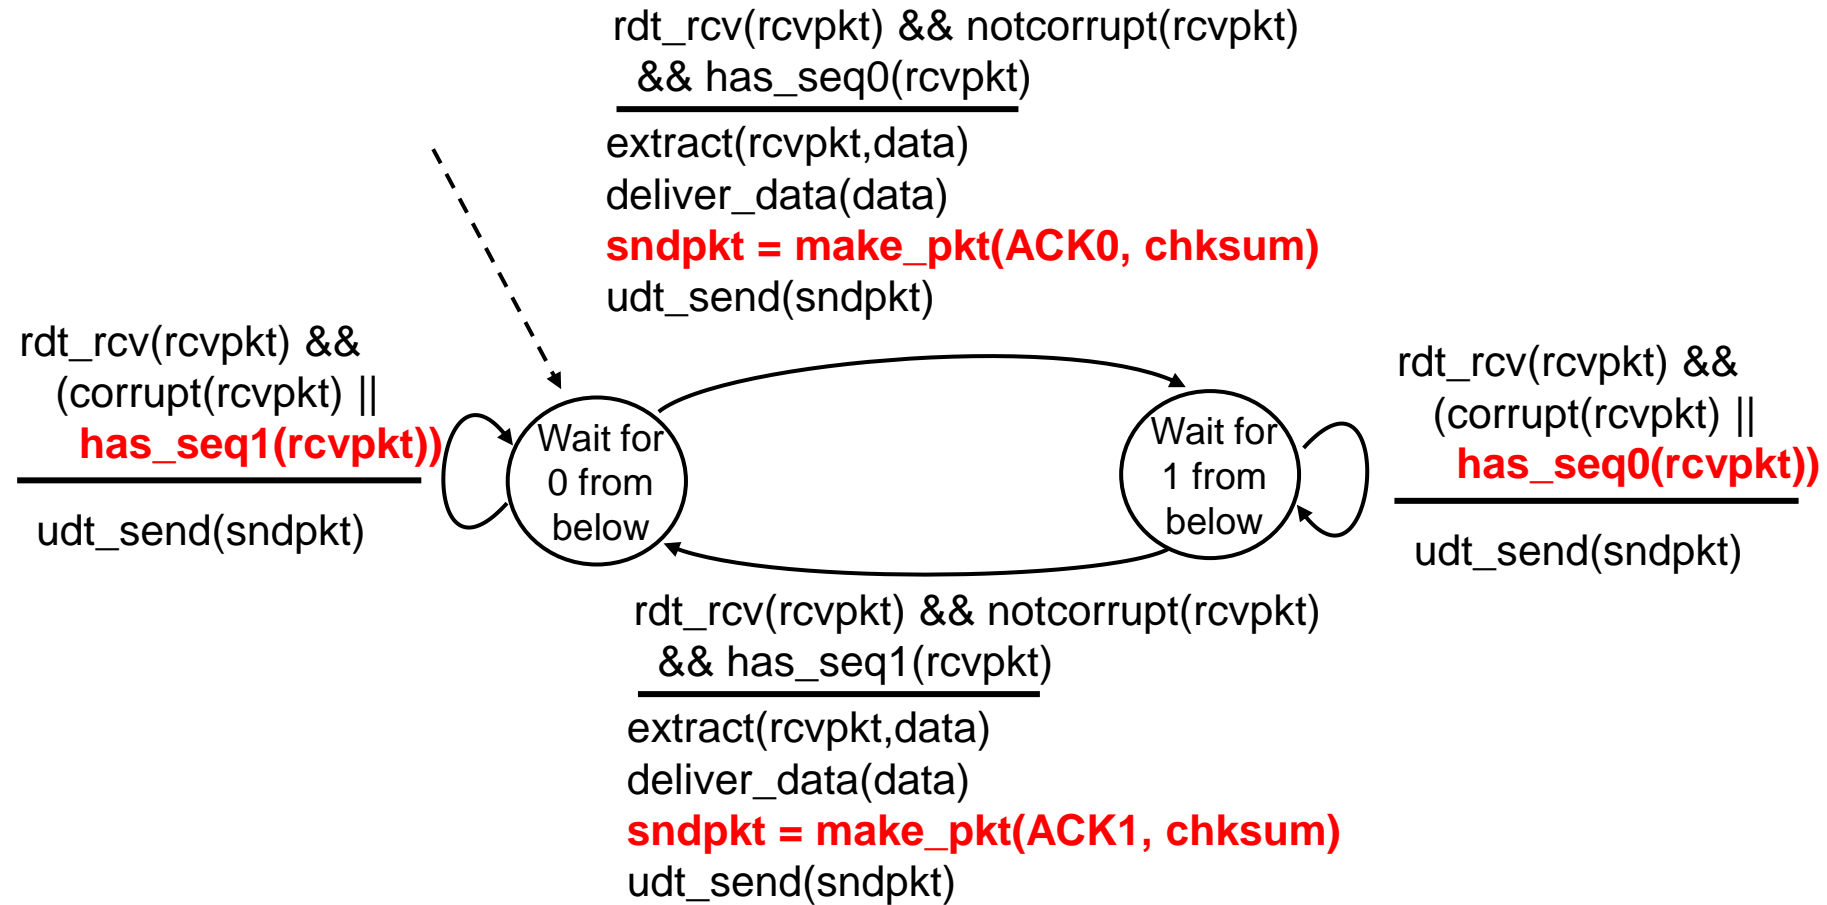 rdt_rcv(rcvpkt) && notcorrupt(rcvpkt)
&& has_seq0(rcvpkt)
extract(rcvpkt,data)
deliver_data(data)
sndpkt = make_pkt(ACK0, chksum)
udt_send(sndpkt)
rdt_rcv(rcvpkt) &&
(corrupt(rcvpkt) ||
has_seq1(rcvpkt))
udt_send(sndpkt)
Wait for
0 from
below
Wait for
1 from
below
rdt_rcv(rcvpkt) &&
(corrupt(rcvpkt) ||
has_seq0(rcvpkt))
udt_send(sndpkt)
rdt_rcv(rcvpkt) && notcorrupt(rcvpkt)
&& has_seq1(rcvpkt)
extract(rcvpkt,data)
deliver_data(data)
sndpkt = make_pkt(ACK1, chksum)
udt_send(sndpkt)